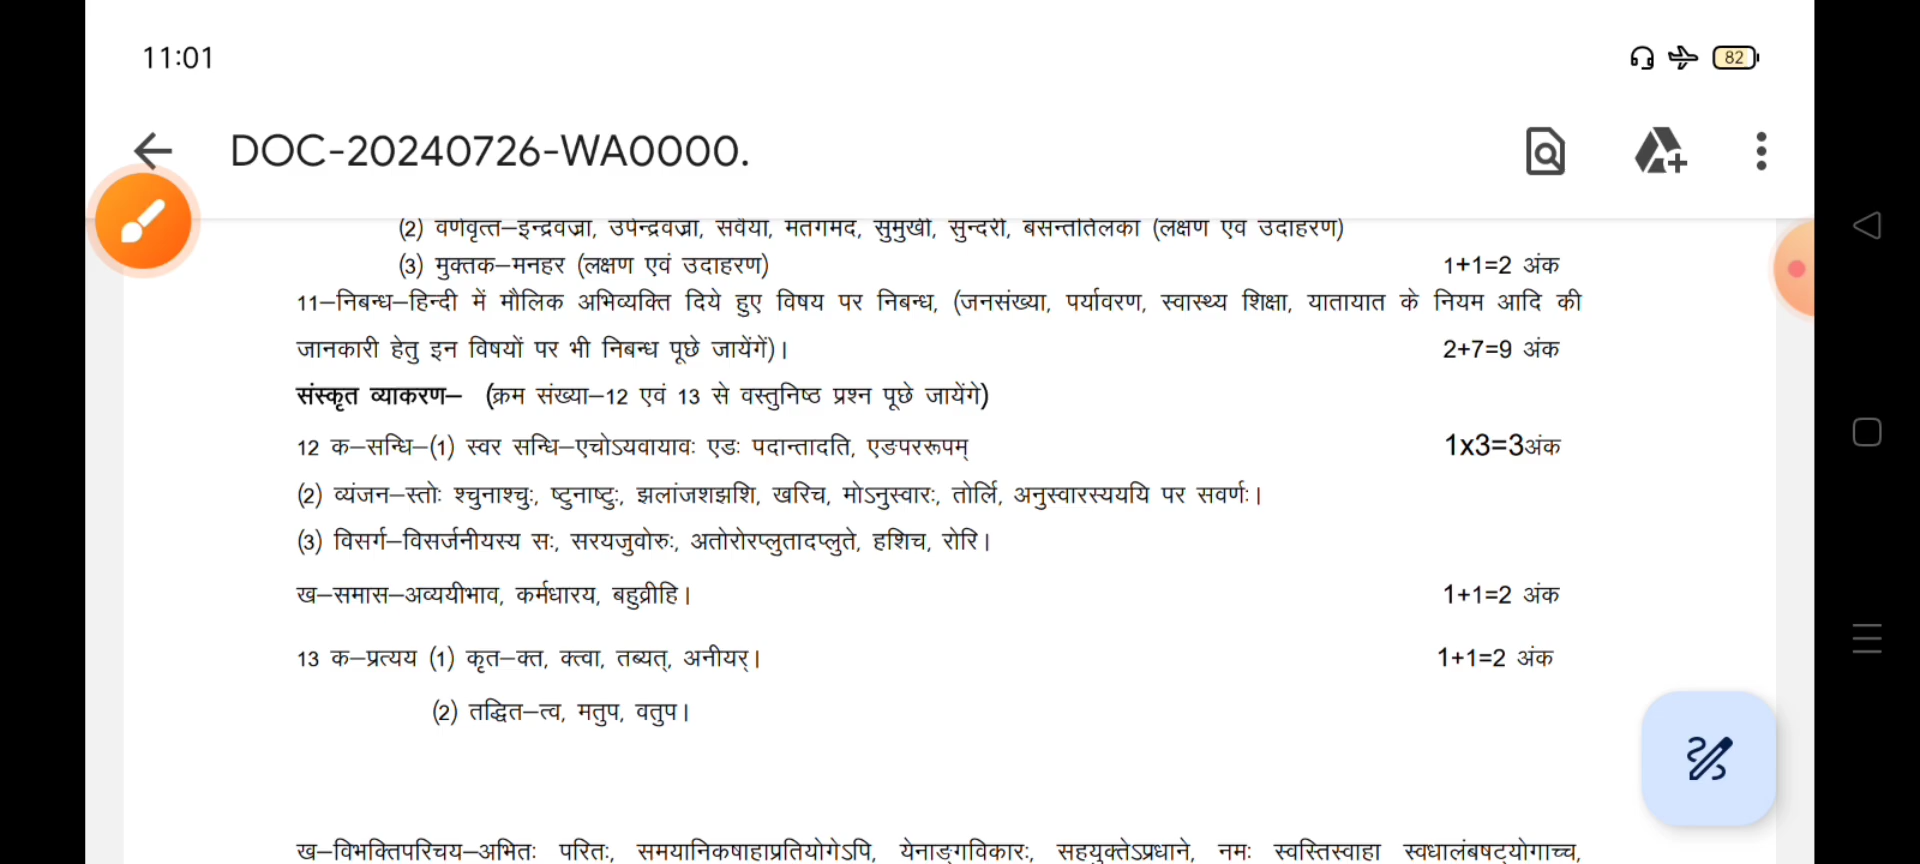 11:01
82
DOC-20240726-WA0000.
(2) वर्णवृत्त–इन्द्रवज्रा, उपेन्द्रवज्रा, सवैया, मतगमद, सुमुखी, सुन्दरी, बसन्ततिलका (लक्षण एवं उदाहरण)
(3) मुक्तक–मनहर (लक्षण एवं उदाहरण) 1+1=2 अंक
11–निबन्ध–हिन्दी में मौलिक अभिव्यक्ति दिये हुए विषय पर निबन्ध, (जनसंख्या, पर्यावरण, स्वास्थ्य शिक्षा, यातायात के नियम आदि की
जानकारी हेतु इन विषयों पर भी निबन्ध पूछे जायेंगें)। 2+7=9 अंक
संस्कृत व्याकरण– (क्रम संख्या–12 एवं 13 से वस्तुनिष्ठ प्रश्न पूछे जायेंगे)
12 क–सन्धि–(1) स्वर सन्धि–एचोऽयवायावः एडः पदान्तादति, एङपररूपम् 1x3=3अंक
(2) व्यंजन–स्तोः श्चुनाश्चुः, ष्टुनाष्टुः, झलांजशझशि, खरिच, मोऽनुस्वारः, तोर्लि, अनुस्वारस्यययि पर सवर्णः।
(3) विसर्ग–विसर्जनीयस्य सः, सरयजुवोरुः, अतोरोरप्लुतादप्लुते, हशिच, रोरि।
ख–समास–अव्ययीभाव, कर्मधारय, बहुव्रीहि। 1+1=2 अंक
13 क–प्रत्यय (1) कृत–क्त, क्त्वा, तब्यत्, अनीयर्। 1+1=2 अंक
(2) तद्धित–त्व, मतुप, वतुप।
ख–विभक्तिपरिचय–अभितः परितः, समयानिकषाहाप्रतियोगेऽपि, येनाङ्गविकारः, सहयुक्तेऽप्रधाने, नमः स्वस्तिस्वाहा स्वधालंबषट्योगाच्च,